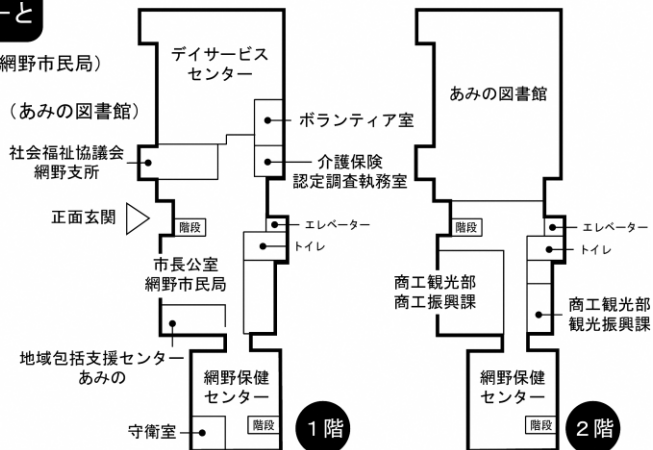 ーと
網野市民局）
（あみの図書館）
デイサービス
センター
ボランティア室
社会福祉協議会
網野支所
介護保険
認定調査執務室
正面玄関
階段
エレベーター
トイレ
市長公室
網野市民局
地域包括支援センター
あみの
網野保健
センター
守衛室
階段
1階
あみの図書館
階段
エレベーター
トイレ
商工観光部
商工振興課
商工観光部
観光振興課
網野保健
センター
階段
2階